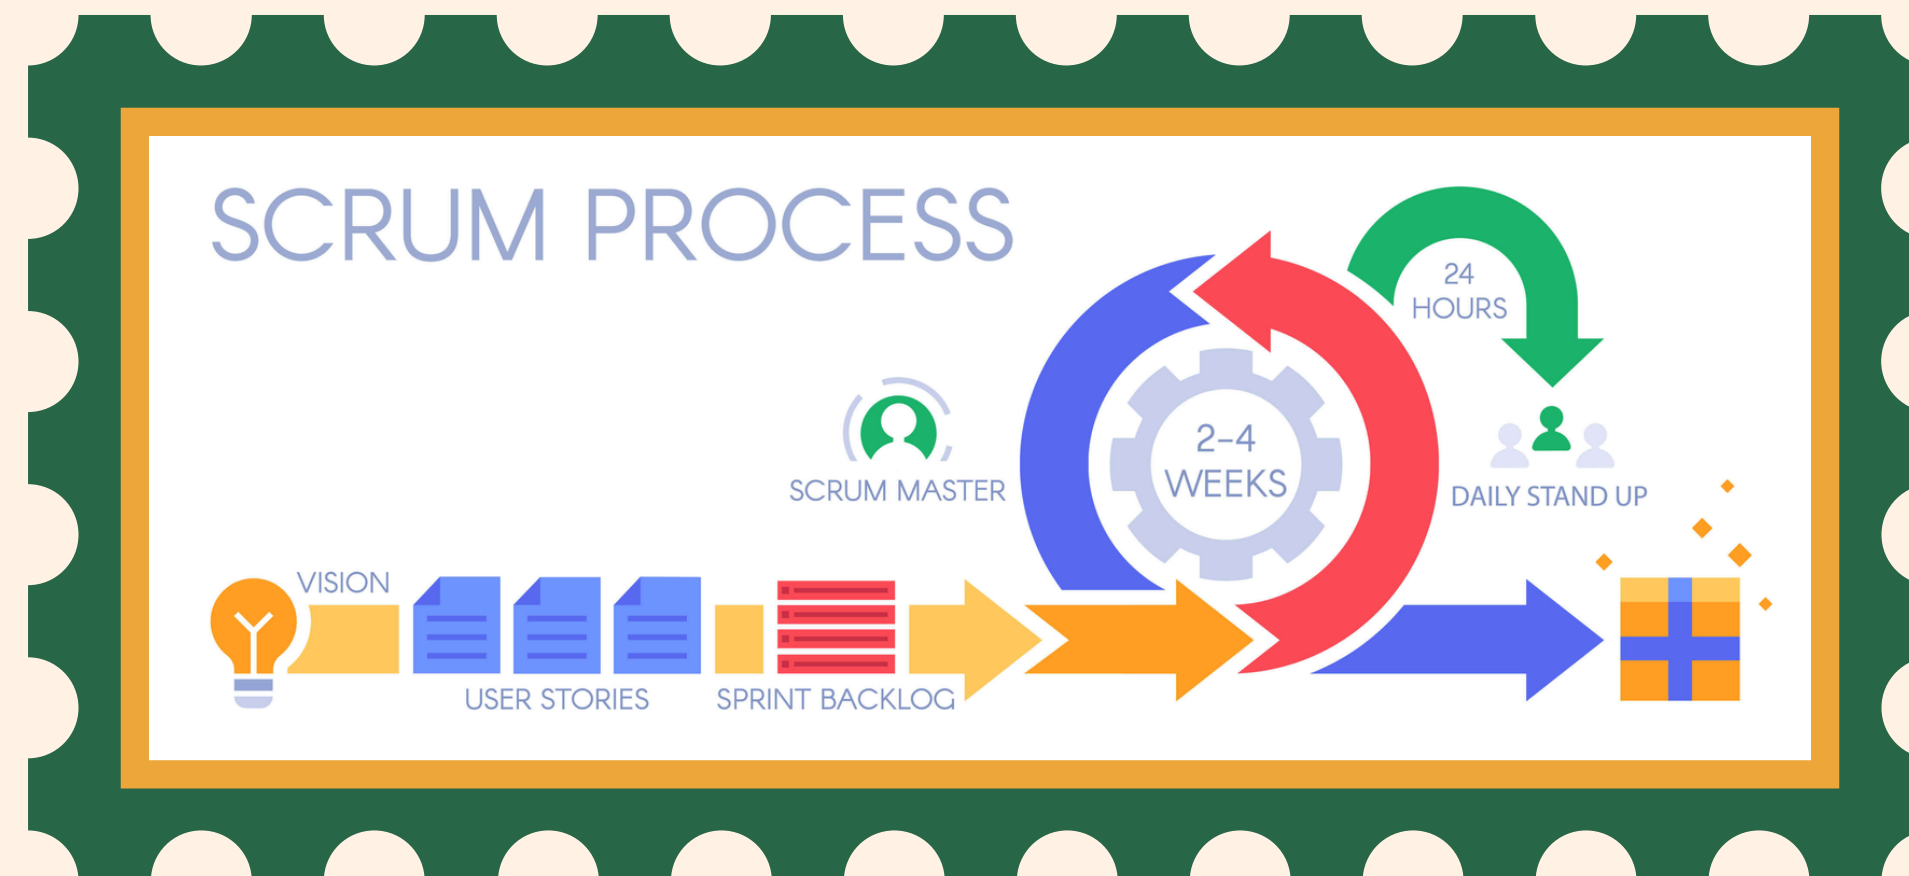 SCRUM PROCESS
24
HOURS
2-4
WEEKS
SCRUM MASTER
DAILY STAND UP
VISION
USER STORIES
SPRINT BACKLOG